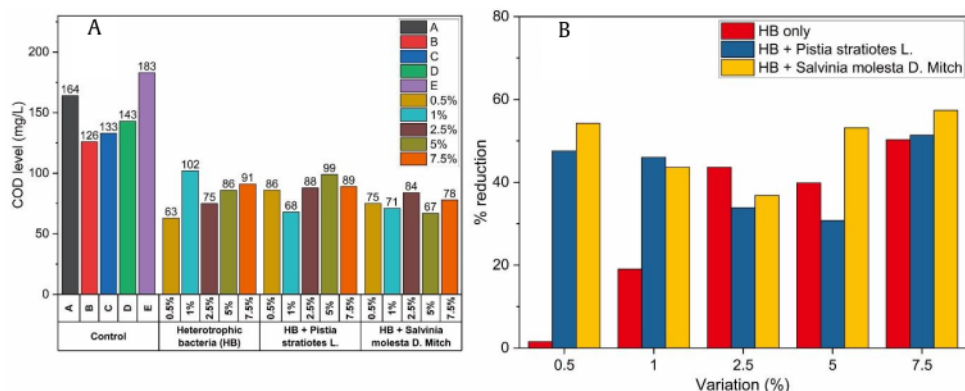 A
COD level (mg/L)
200
150
100
50
0
164
126
133
143
183
63
102
75
86
91
86
68
88
99
89
75
71
84
67
78
A
B
C
D
E
0.5%
1%
2.5%
5%
7.5%
A
B
C
D
E
0.5%
1%
2.5%
5%
7.5%
0.5%
1%
2.5%
5%
7.5%
0.5%
1%
2.5%
5%
7.5%
Control
Heterotrophic
bacteria (HB)
HB + Pistia
stratiotes L.
HB + Salvinia
molesta D. Mitch
B
% reduction
80
60
40
20
0
HB only
HB + Pistia stratiotes L.
HB + Salvinia molesta D. Mitch
0.5
1
2.5
5
7.5
Variation (%)